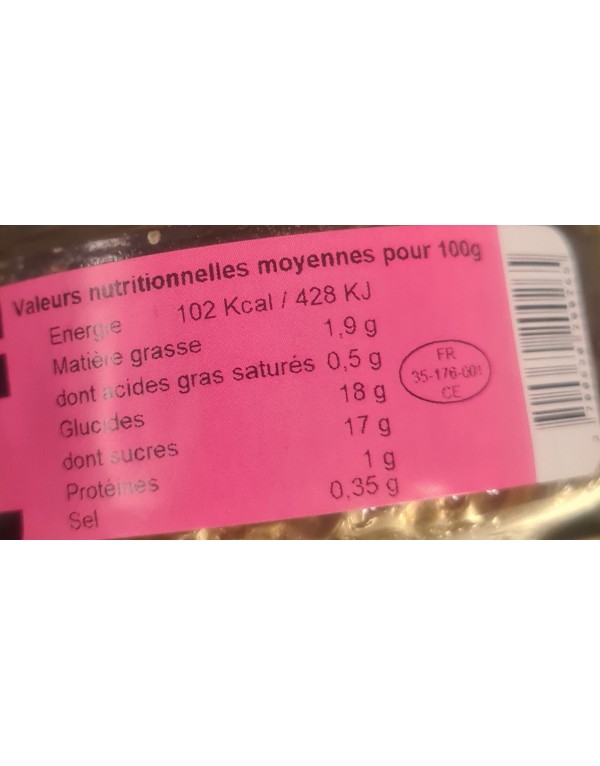 Valeurs nutritionnelles moyennes pour 100g
Energie 102 Kcal / 428 KJ
Matière grasse 1,9 g
dont acides gras saturés 0,5 g
Glucides 18 g
dont sucres 17 g
Protéines 1 g
Sel 0,35 g
FR
35-176-001
CE